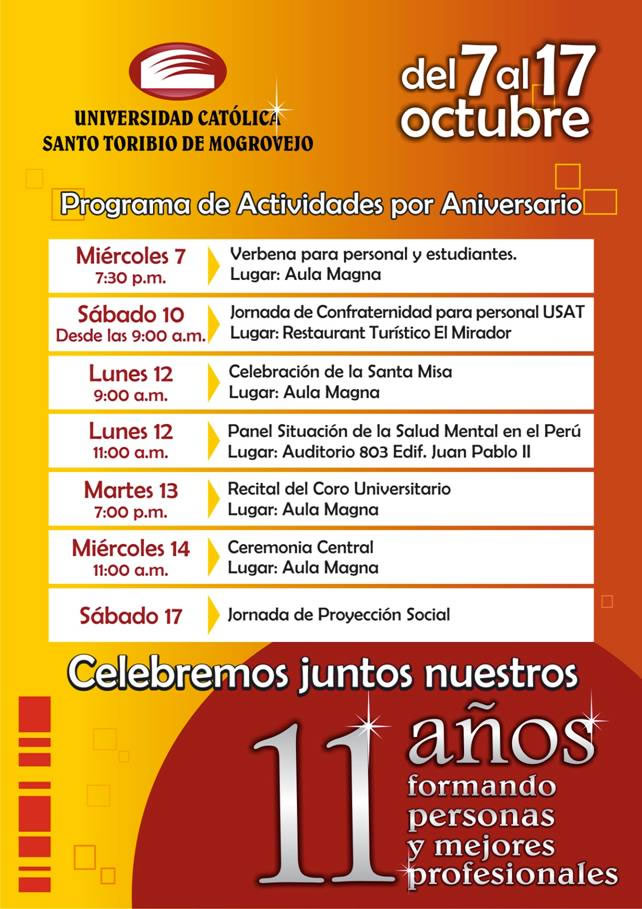 UNIVERSIDAD CATÓLICA
SANTO TORIBIO DE MOGROVEJO
del 7 al 17
octubre
Programa de Actividades por Aniversario
Miércoles 7
7:30 p.m.
Verbena para personal y estudiantes.
Lugar: Aula Magna
Sábado 10
Desde las 9:00 a.m.
Jornada de Confraternidad para personal USAT
Lugar: Restaurant Turístico El Mirador
Lunes 12
9:00 a.m.
Celebración de la Santa Misa
Lugar: Aula Magna
Lunes 12
11:00 a.m.
Panel Situación de la Salud Mental en el Perú
Lugar: Auditorio 803 Edif. Juan Pablo II
Martes 13
7:00 p.m.
Recital del Coro Universitario
Lugar: Aula Magna
Miércoles 14
11:00 a.m.
Ceremonia Central
Lugar: Aula Magna
Sábado 17
Jornada de Proyección Social
Celebremos juntos nuestros
11 años
formando
personas
y mejores
profesionales